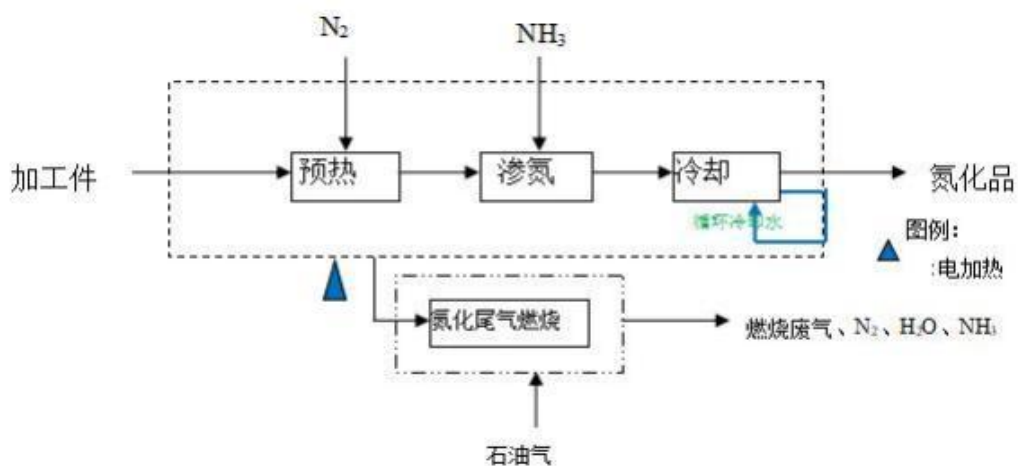 N₂
NH₃
加工件
预热
渗氮
冷却
氮化品
循环冷却水
图例：
:电加热
氮化尾气燃烧
燃烧废气、N₂、H₂O、NH₃
石油气